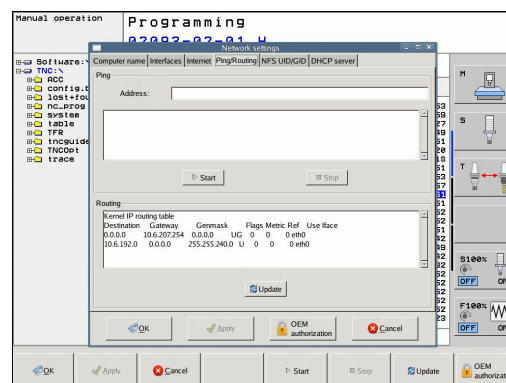 Manual operation
Programming
02093-02-01.H
Network settings
Computer name Interfaces Internet Ping/Routing NFS UID/GID DHCP server
Software:
TNC:\
ACC
lost+fou
nc_prog
system
table
TFR
tncguide
TNCOpt
trace
Ping
Address:
Start
Stop
Routing
Kernel IP routing table
Destination Gateway Genmask Flags Metric Ref Use Iface
0.0.0.0 10.6.207.254 0.0.0.0 UG 0 0 0 eth0
10.6.192.0 0.0.0.0 255.255.240.0 U 0 0 0 eth0
Update
OK
Apply
OEM
authorization
Cancel
M
S
T
S100%
OFF ON
F100%
OFF ON
OK
Apply
Cancel
Start
Stop
Update
OEM
authorizat